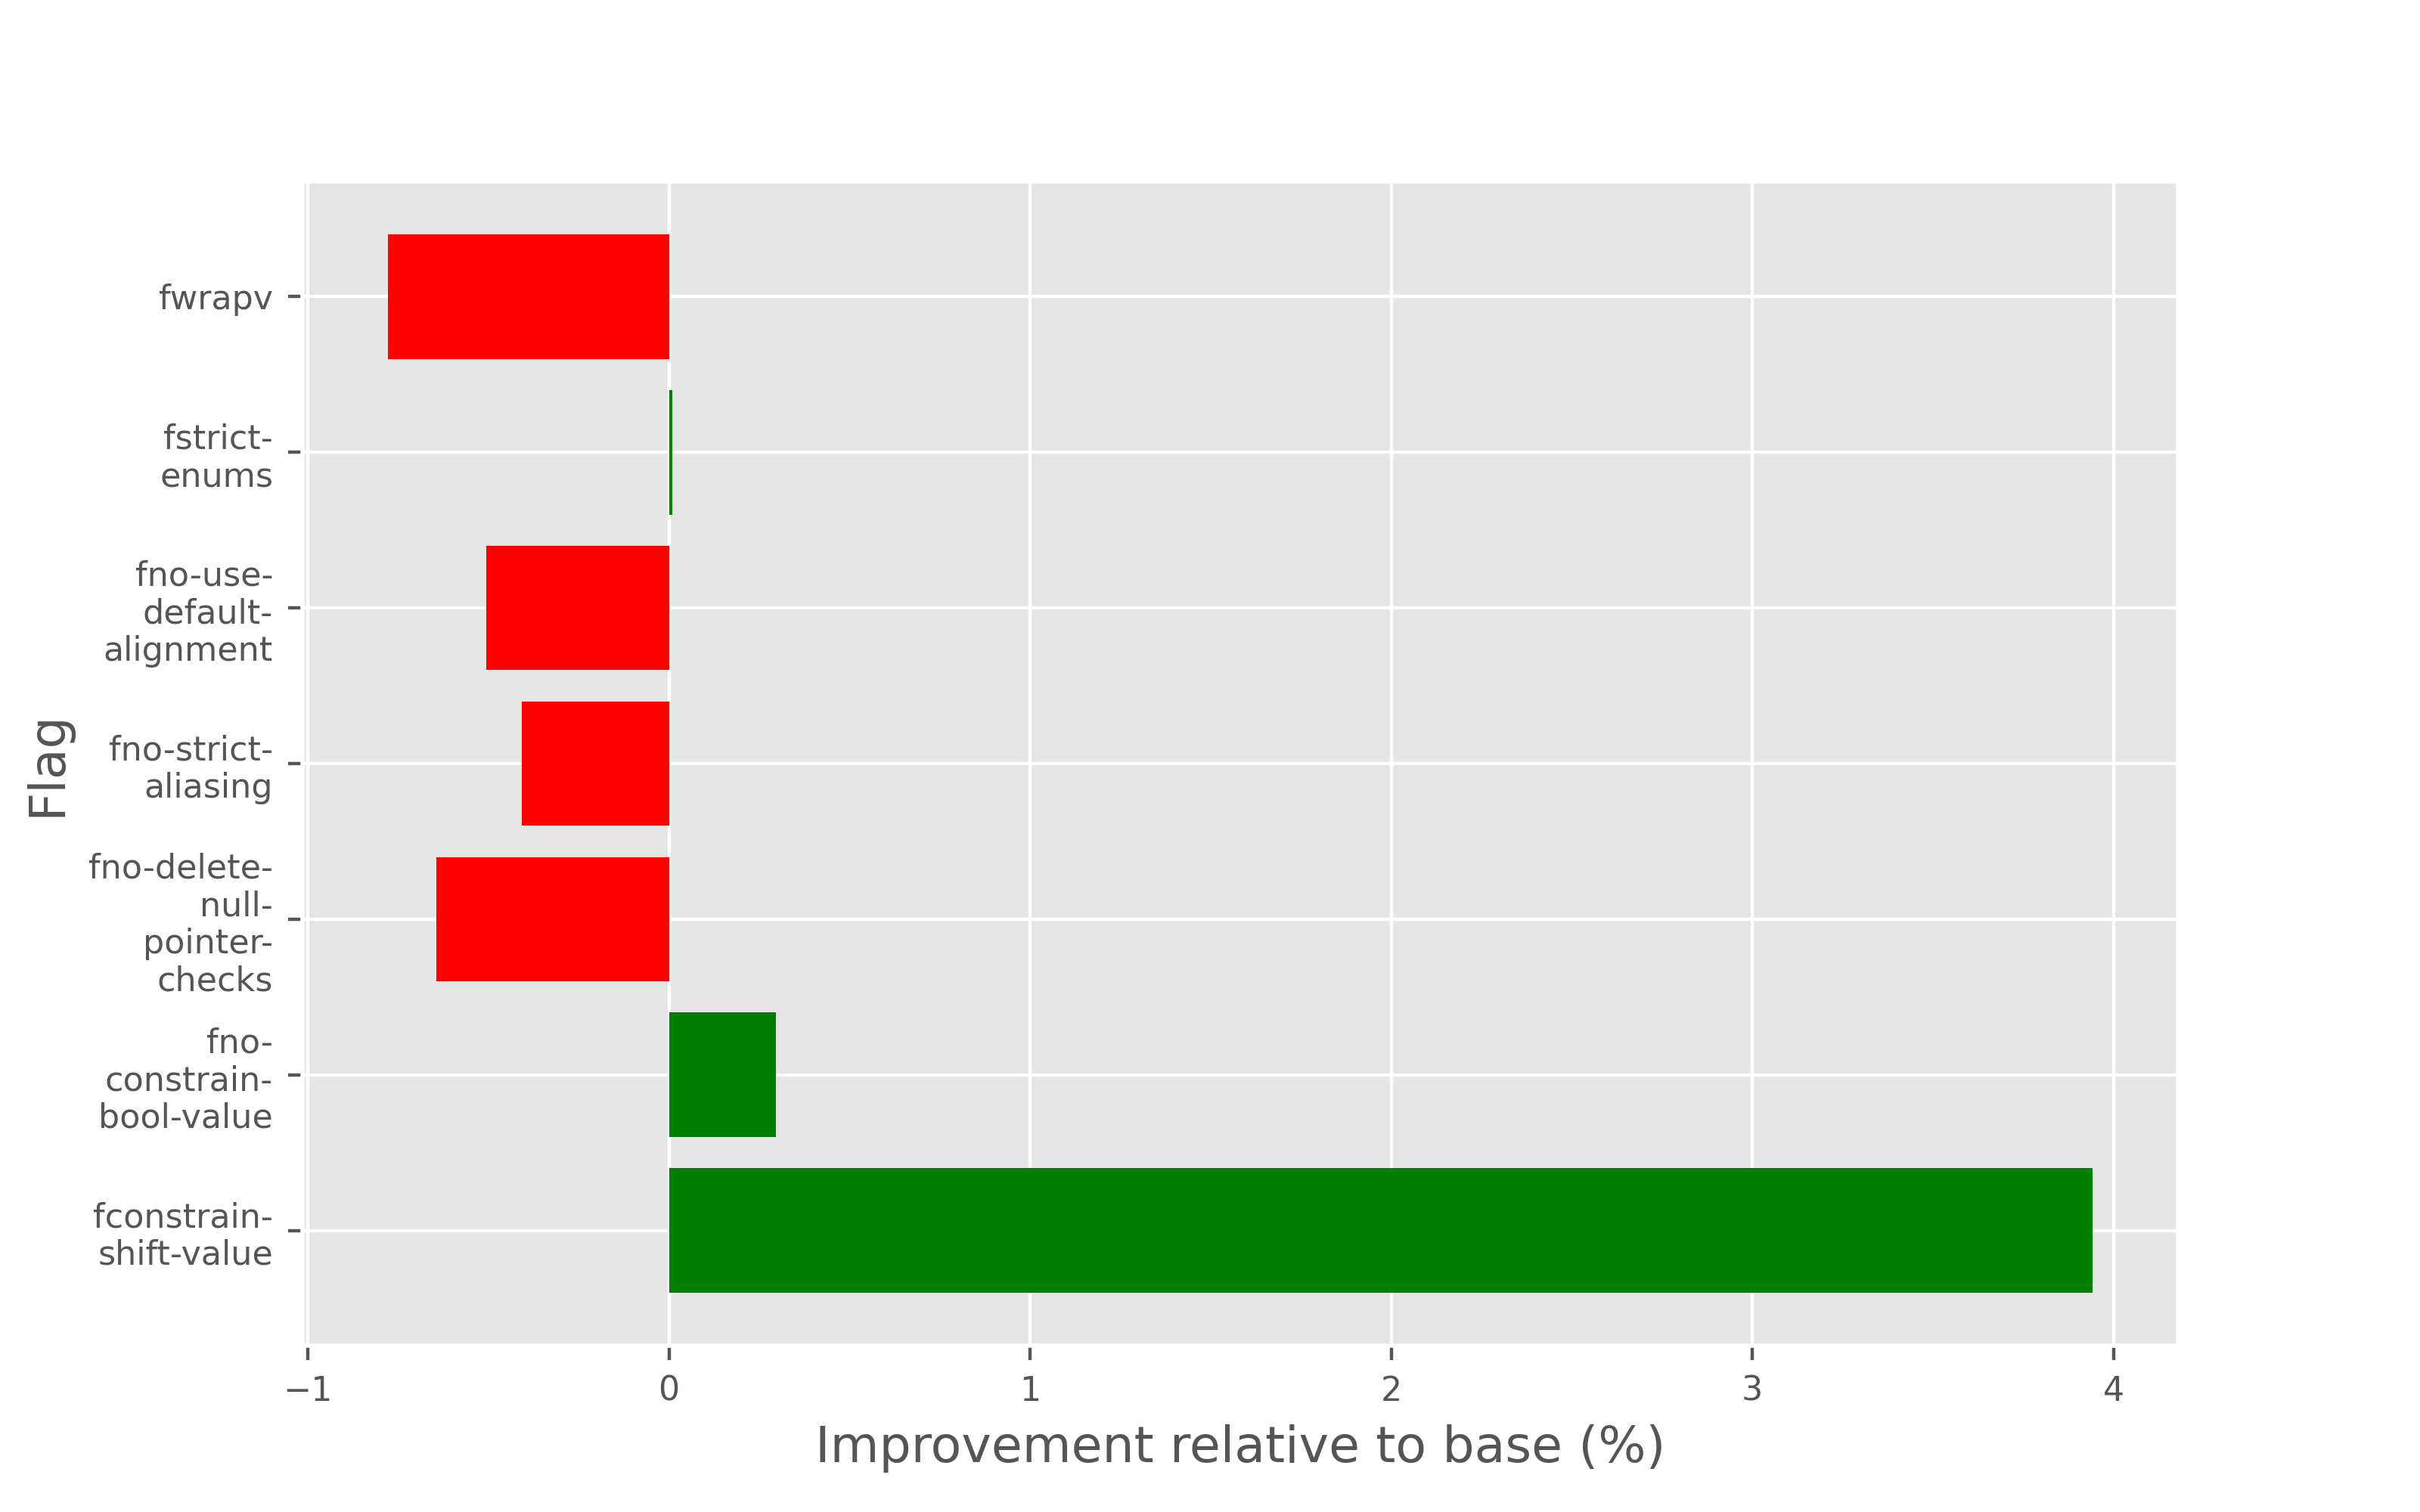 fwrapv
fstrict-
enums
fno-use-
default-
alignment
fno-strict-
aliasing
fno-delete-
null-
pointer-
checks
fno-
constrain-
bool-value
fconstrain-
shift-value
Flag
−1 0 1 2 3 4
Improvement relative to base (%)